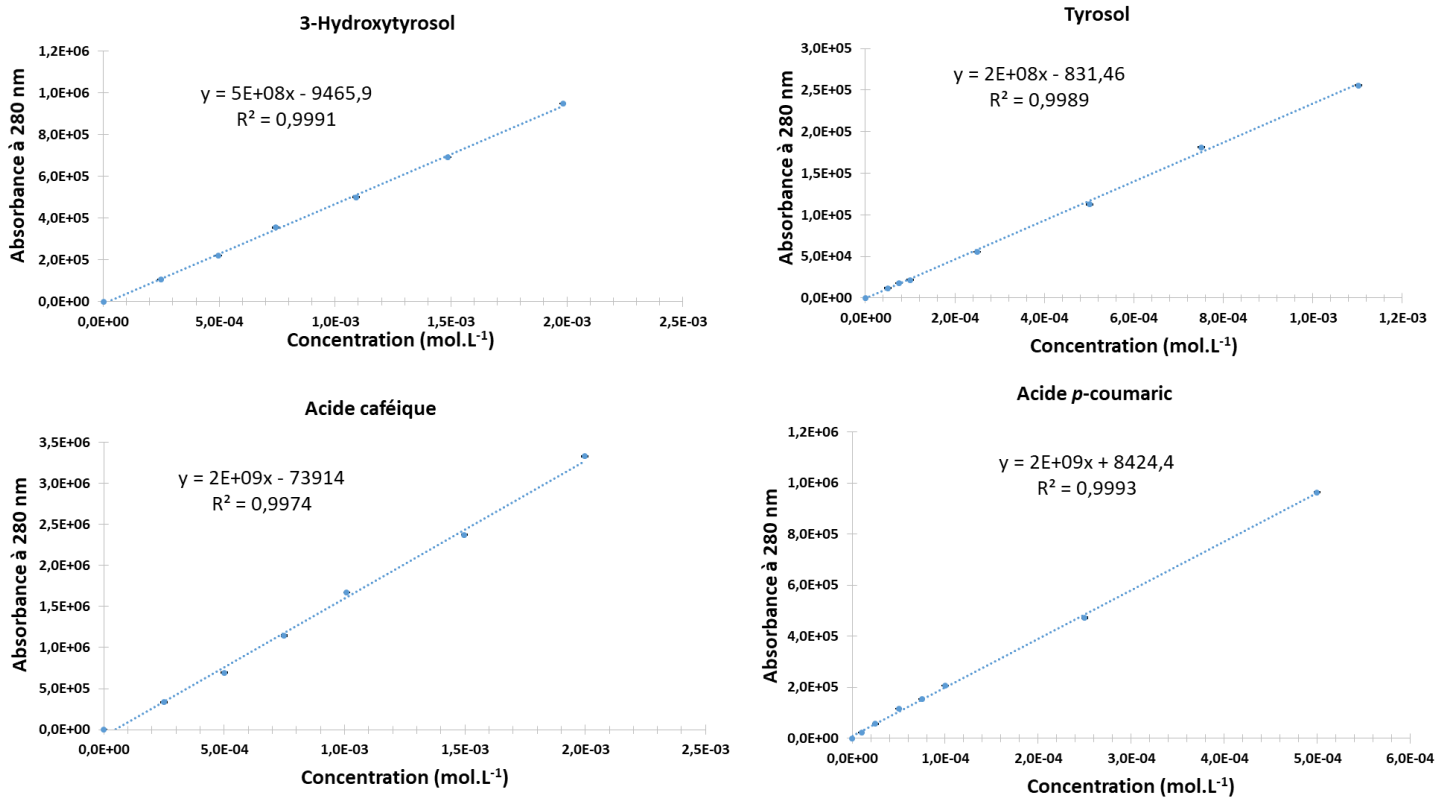 3-Hydroxytyrosol
Absorbance à 280 nm
1,2E+06
1,0E+06
8,0E+05
6,0E+05
4,0E+05
2,0E+05
0,0E+00
y = 5E+08x - 9465,9
R² = 0,9991
0,0E+00 5,0E-04 1,0E-03 1,5E-03 2,0E-03 2,5E-03
Concentration (mol.L⁻¹)
Tyrosol
Absorbance à 280 nm
3,0E+05
2,5E+05
2,0E+05
1,5E+05
1,0E+05
5,0E+04
0,0E+00
y = 2E+08x - 831,46
R² = 0,9989
0,0E+00 2,0E-04 4,0E-04 6,0E-04 8,0E-04 1,0E-03 1,2E-03
Concentration (mol.L⁻¹)
Acide caféique
Absorbance à 280 nm
3,5E+06
3,0E+06
2,5E+06
2,0E+06
1,5E+06
1,0E+06
5,0E+05
0,0E+00
y = 2E+09x - 73914
R² = 0,9974
0,0E+00 5,0E-04 1,0E-03 1,5E-03 2,0E-03 2,5E-03
Concentration (mol.L⁻¹)
Acide p-coumaric
Absorbance à 280 nm
1,2E+06
1,0E+06
8,0E+05
6,0E+05
4,0E+05
2,0E+05
0,0E+00
y = 2E+09x + 8424,4
R² = 0,9993
0,0E+00 1,0E-04 2,0E-04 3,0E-04 4,0E-04 5,0E-04 6,0E-04
Concentration (mol.L⁻¹)